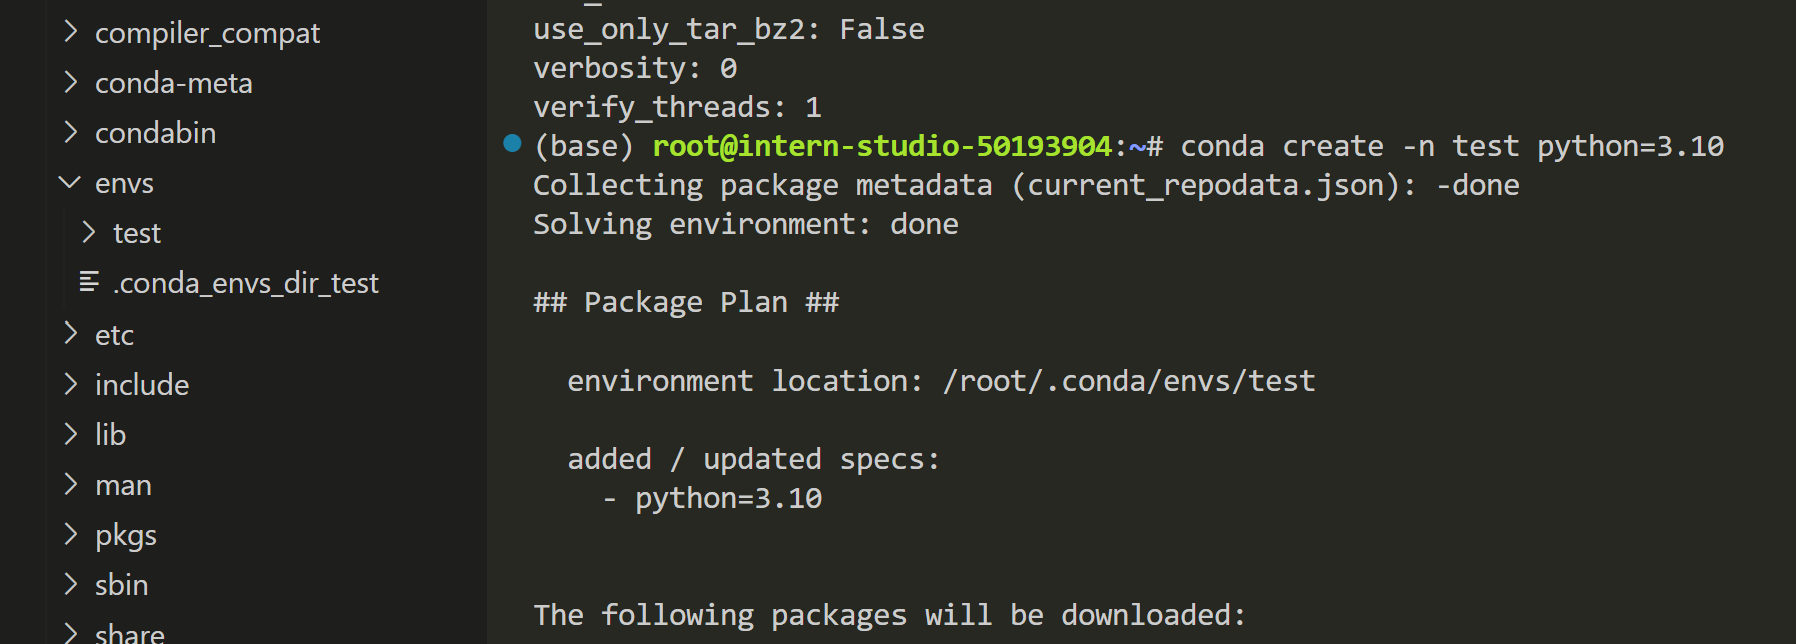 compiler_compat
conda-meta
condabin
envs
test
.conda_envs_dir_test
etc
include
lib
man
pkgs
sbin
share
use_only_tar_bz2: False
verbosity: 0
verify_threads: 1
(base) root@intern-studio-50193904:~# conda create -n test python=3.10
Collecting package metadata (current_repodata.json): -done
Solving environment: done
## Package Plan ##
environment location: /root/.conda/envs/test
added / updated specs:
- python=3.10
The following packages will be downloaded: